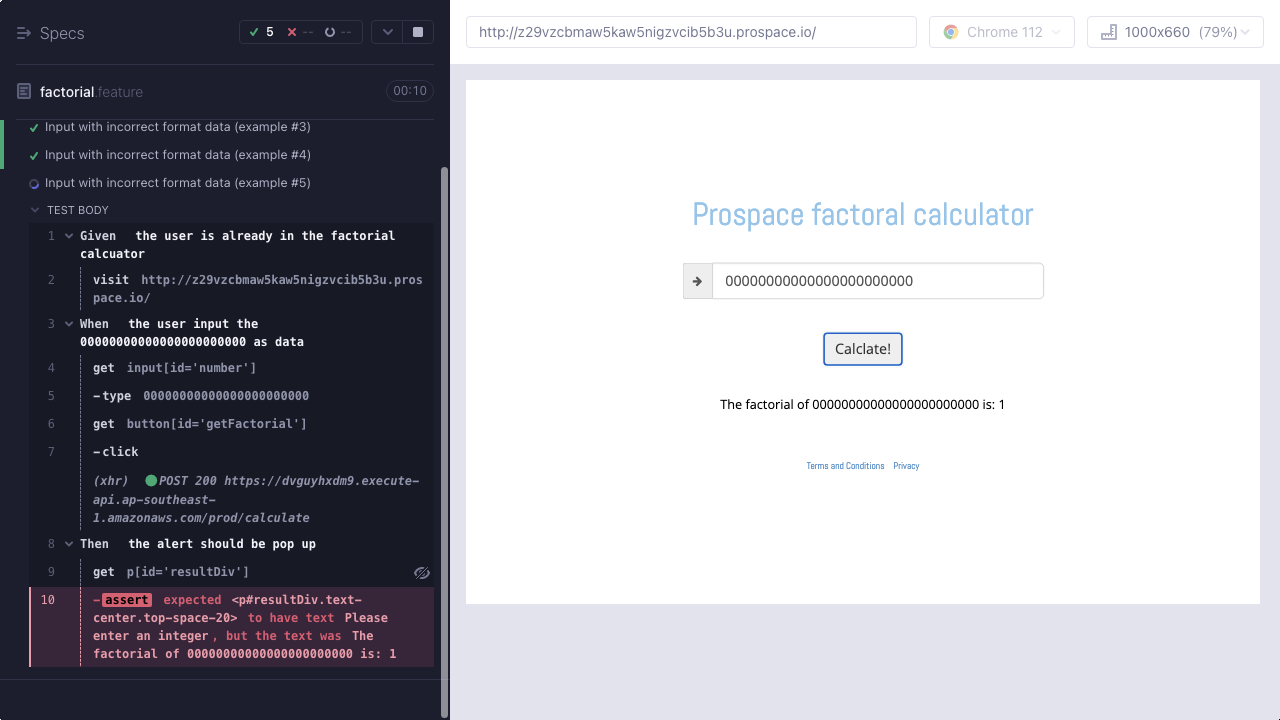 Specs
5 -- --
factorial.feature
00:10
Input with incorrect format data (example #3)
Input with incorrect format data (example #4)
Input with incorrect format data (example #5)
TEST BODY
1 Given the user is already in the factorial
calcuator
2 visit http://z29vzcbmaw5kaw5nigzvcib5b3u.pros
pace.io/
3 When the user input the
00000000000000000000000 as data
4 get input[id='number']
5 -type 00000000000000000000000
6 get button[id='getFactorial']
7 -click
(xhr) POST 200 https://dvguyhxdm9.execute-
api.ap-southeast-
1.amazonaws.com/prod/calculate
8 Then the alert should be pop up
9 get p[id='resultDiv']
10 -assert expected <p#resultDiv.text-
center.top-space-20> to have text Please
enter an integer, but the text was The
factorial of 00000000000000000000000 is: 1
http://z29vzcbmaw5kaw5nigzvcib5b3u.prospace.io/
Chrome 112
1000x660 (79%)
Prospace factoral calculator
00000000000000000000000
Calclate!
The factorial of 00000000000000000000000 is: 1
Terms and Conditions Privacy